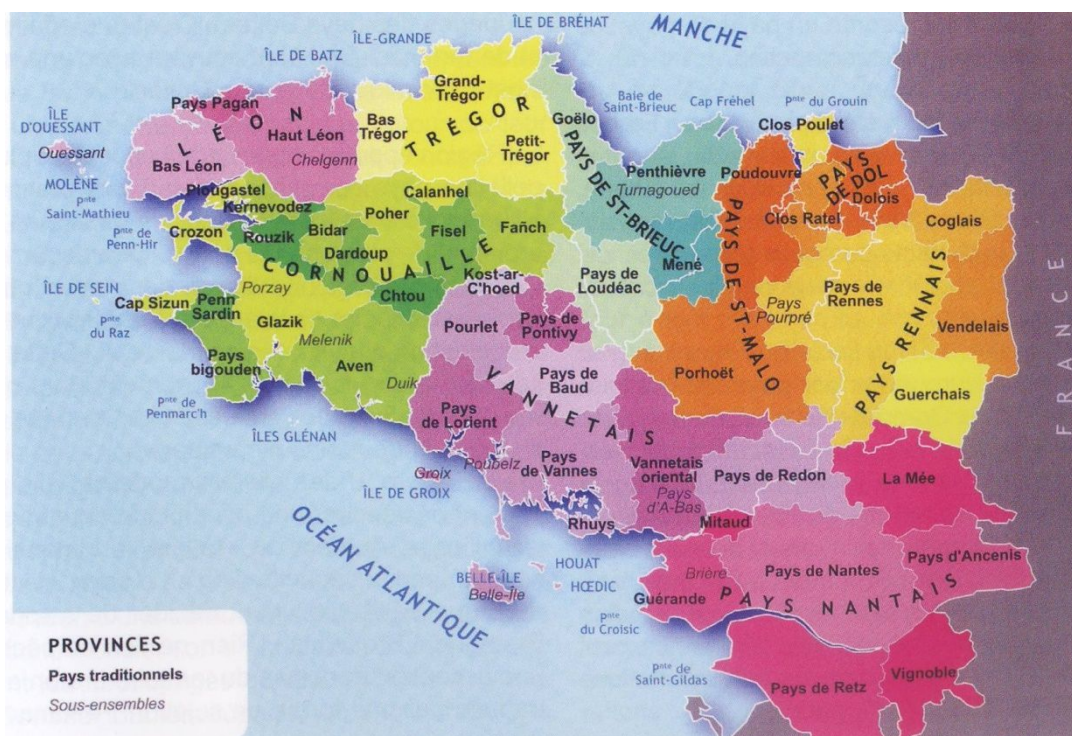 ÎLE DE BRÉHAT
MANCHE
ÎLE-GRANDE
ÎLE DE BATZ
Grand-
Trégor
Baie de
Saint-Brieuc
Cap Fréhel
Pnte du Grouin
Pays Pagan
LÉON
Haut Léon
Bas
Trégor
TRÉGOR
Petit-
Trégor
Goëlo
Clos Poulet
ÎLE
D'OUESSANT
Ouessant
Bas Léon
Chelgenn
PAYS DE ST-BRIEUC
Penthièvre
Turnagoued
Poudouvre
PAYS
DE DOL
Dolois
MOLÈNE
Pnte
Saint-Mathieu
Plougastel
Kernevodez
Calanhel
Clos Ratel
Coglais
Pnte de
Penn-Hir
Crozon
Rouzik
Bidar
Poher
Fisel
Fañch
Dardoup
CORNOUAILLE
Mené
PAYS DE ST-MALO
Pays de
Rennes
Pays
Pourpré
PAYS RENNAIS
Vendelais
FRANCE
ÎLE DE SEIN
Cap Sizun
Penn
Sardin
Porzay
Kost-ar-
C'hoed
Pays de
Loudéac
Chtou
Pnte
du Raz
Glazik
Melenik
Pourlet
Pays de
Pontivy
Pays
bigouden
Aven
Duik
Pays de
Baud
Porhoët
Guerchais
Pnte de
Penmarc'h
VANNETAIS
ÎLES GLÉNAN
Pays
de Lorient
Poubelz
Groix
ÎLE DE GROIX
Pays
de Vannes
Vannetais
oriental
Pays
d'A-Bas
Pays de Redon
La Mée
Rhuys
Mitaud
OCÉAN ATLANTIQUE
HOUAT
HŒDIC
BELLE-ÎLE
Belle-Île
Brière
Guérande
Pays de Nantes
Pays d'Ancenis
PAYS NANTAIS
Pnte
du Croisic
Pnte de
Saint-Gildas
Pays de Retz
Vignoble
PROVINCES
Pays traditionnels
Sous-ensembles